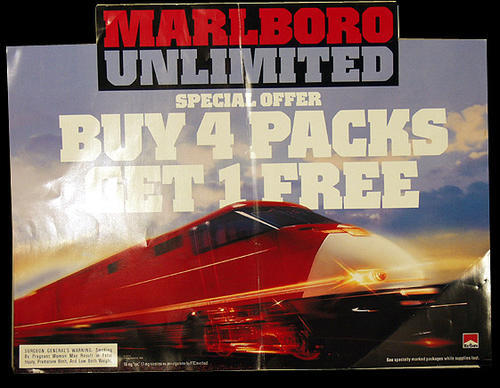 MARLBORO
UNLIMITED
SPECIAL OFFER
BUY 4 PACKS
GET 1 FREE
SURGEON GENERAL'S WARNING: Smoking
By Pregnant Women May Result in Fetal
Injury, Premature Birth, And Low Birth Weight.
See specially marked packages while supplies last.